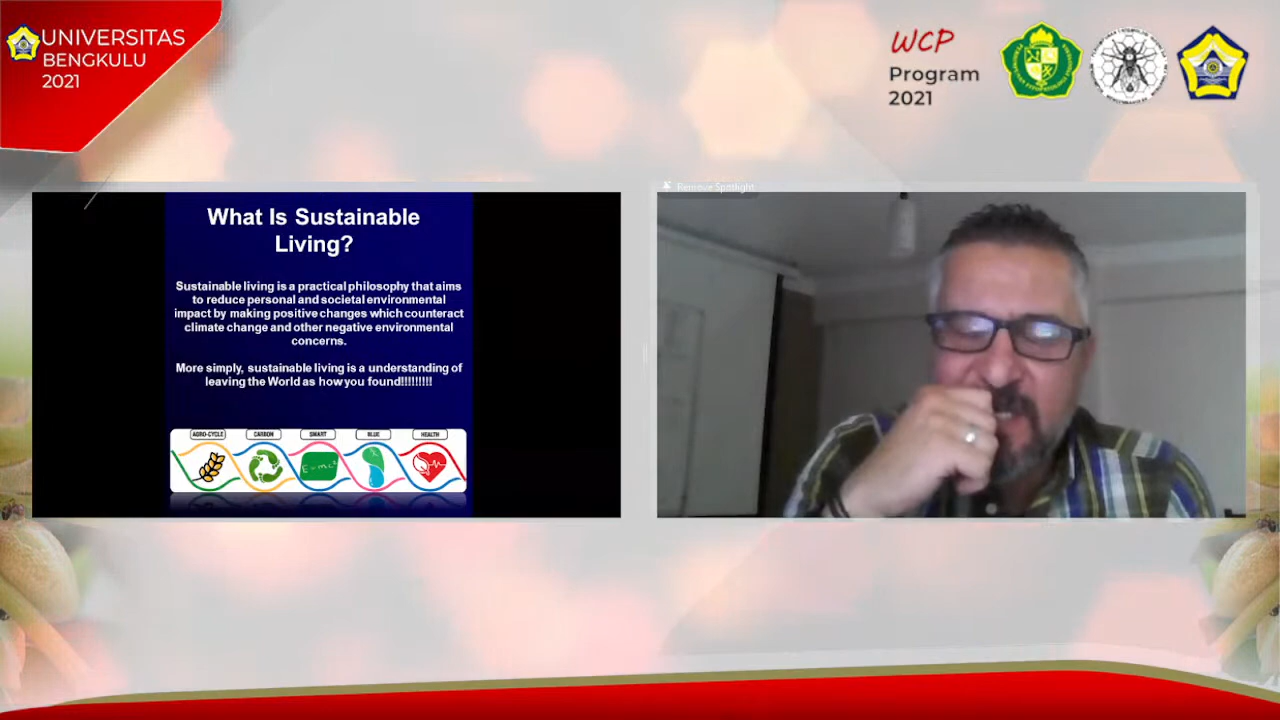 UNIVERSITAS
BENGKULU
2021
WCP
Program
2021
Remove Spotlight
What Is Sustainable
Living?
Sustainable living is a practical philosophy that aims
to reduce personal and societal environmental
impact by making positive changes which counteract
climate change and other negative environmental
concerns.
More simply, sustainable living is a understanding of
leaving the World as how you found!!!!!!!!!
AGRO-CYCLE
CARBON
SMART
BLUE
HEALTH
E=mc²